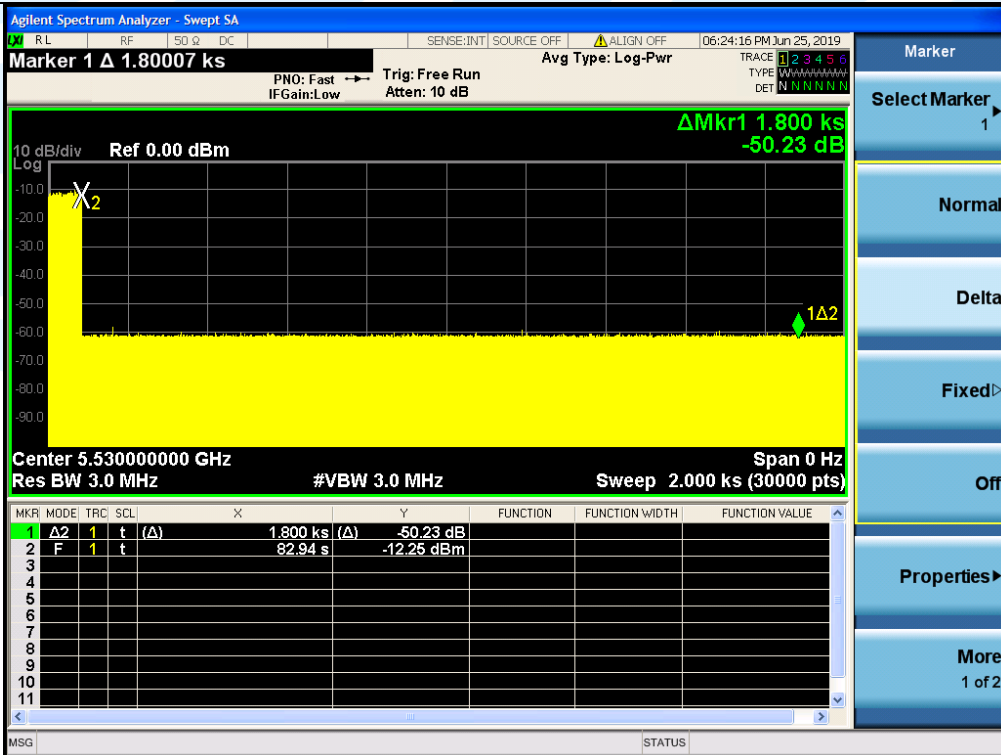 Agilent Spectrum Analyzer - Swept SA
LXI RL RF 50 Ω DC SENSE:INT SOURCE OFF ALIGN OFF 06:24:16 PM Jun 25, 2019
Marker 1 Δ 1.80007 ks
PNO: Fast
IFGain:Low
Trig: Free Run
Atten: 10 dB
Avg Type: Log-Pwr
TRACE 1 2 3 4 5 6
TYPE WWWWWWW
DET N N N N N N
ΔMkr1 1.800 ks
-50.23 dB
10 dB/div Ref 0.00 dBm
Log
-10.0
-20.0
-30.0
-40.0
-50.0
-60.0
-70.0
-80.0
-90.0
2
1Δ2
Center 5.530000000 GHz Span 0 Hz
Res BW 3.0 MHz #VBW 3.0 MHz Sweep 2.000 ks (30000 pts)
MKR MODE TRC SCL X Y FUNCTION FUNCTION WIDTH FUNCTION VALUE
1 Δ2 1 t (Δ) 1.800 ks (Δ) -50.23 dB
2 F 1 t 82.94 s -12.25 dBm
3
4
5
6
7
8
9
10
11
MSG STATUS
Marker
Select Marker
1
Normal
Delta
Fixed
Off
Properties
More
1 of 2